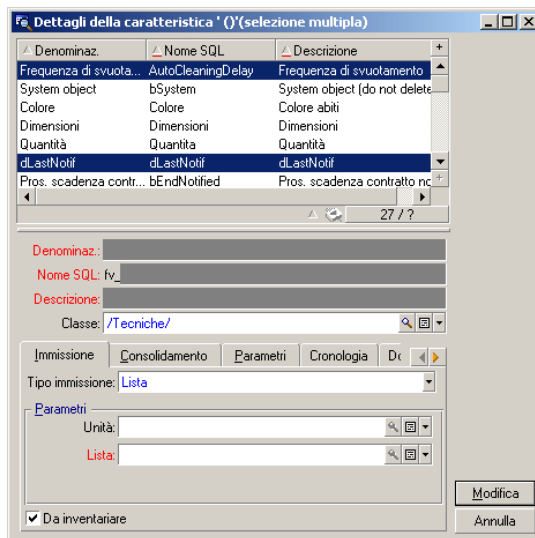 Dettagli della caratteristica ' ()'(selezione multipla)
Denominaz. Nome SQL Descrizione
Frequenza di svuota... AutoCleaningDelay Frequenza di svuotamento
System object bSystem System object (do not delete
Colore Colore Colore abiti
Dimensioni Dimensioni Dimensioni
Quantità Quantita Quantità
dLastNotif dLastNotif dLastNotif
Pros. scadenza contr... bEndNotified Pros. scadenza contratto no
27 / ?
Denominaz.:
Nome SQL: fv_
Descrizione:
Classe: /Tecniche/
Immissione Consolidamento Parametri Cronologia
Tipo immissione: Lista
Parametri
Unità:
Lista:
Da inventariare
Modifica
Annulla